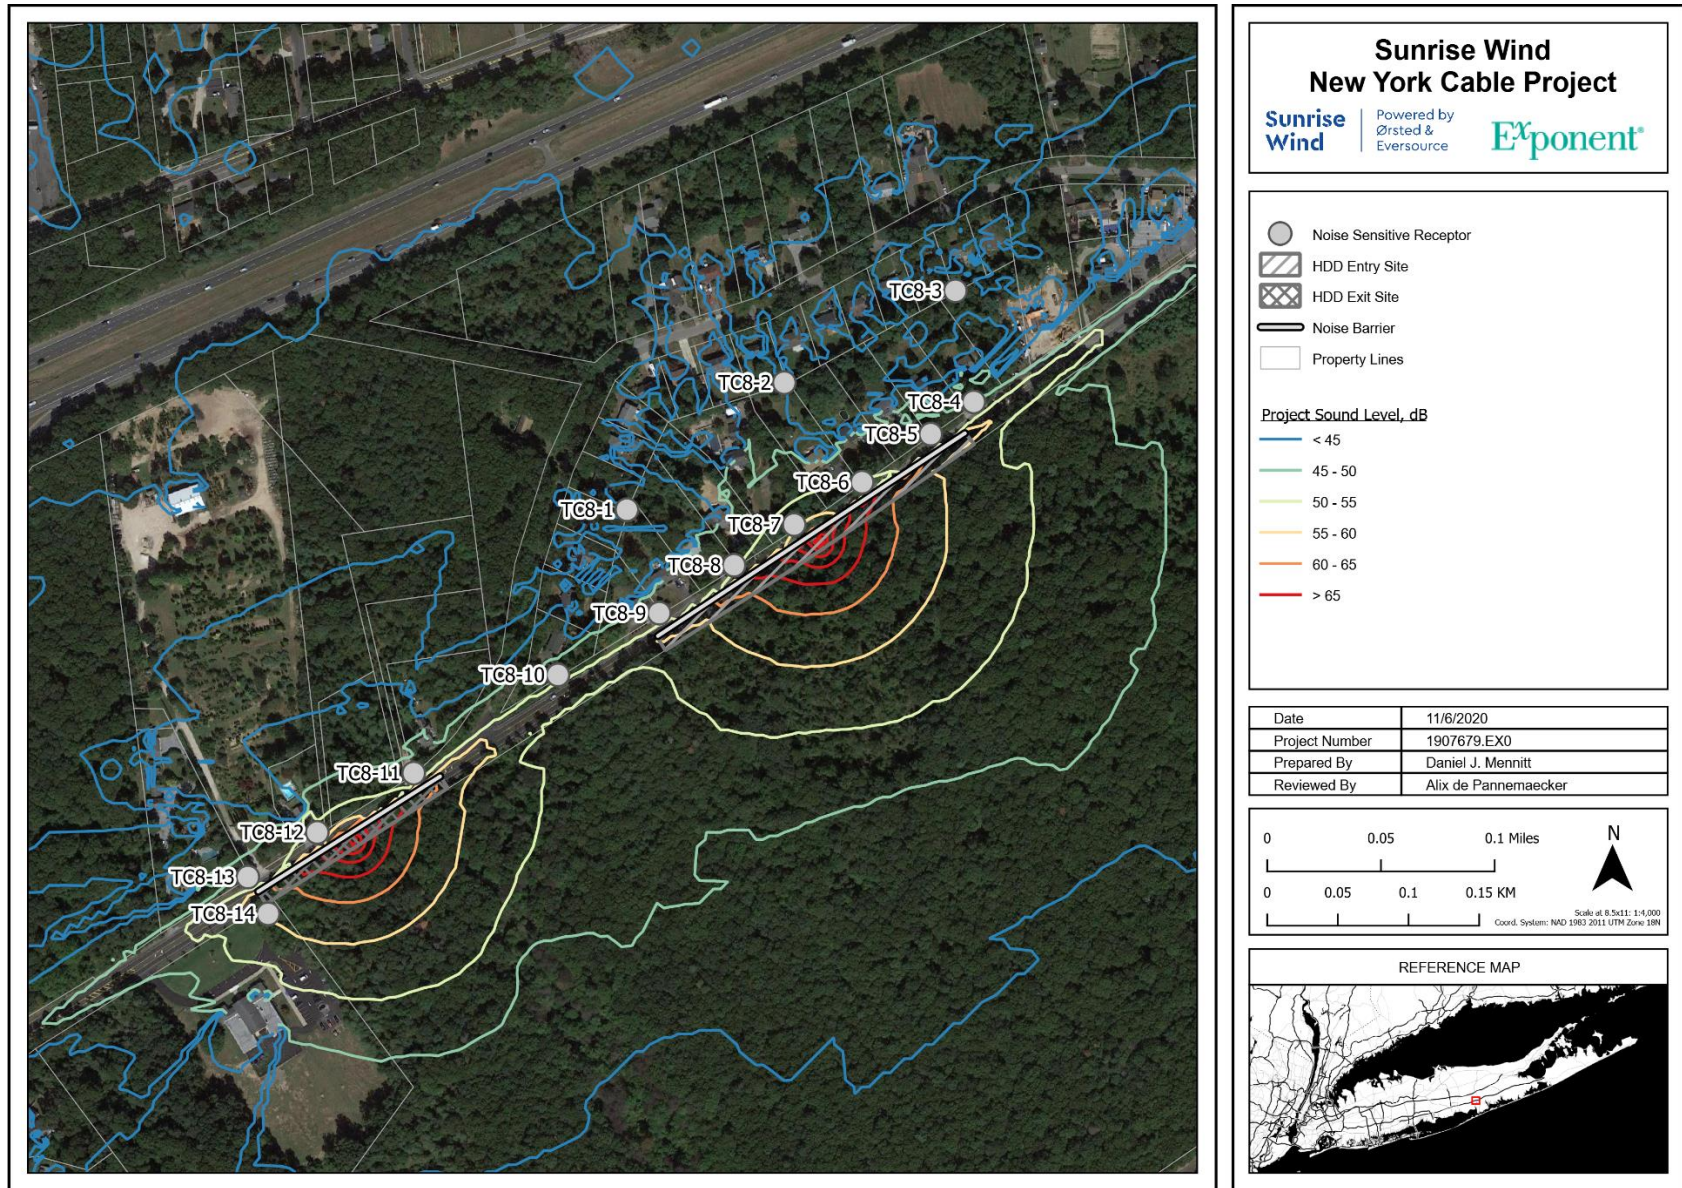 Sunrise Wind
New York Cable Project
Sunrise
Wind
Powered by
Ørsted &
Eversource
Exponent®
Noise Sensitive Receptor
HDD Entry Site
HDD Exit Site
Noise Barrier
Property Lines
Project Sound Level, dB
< 45
45 - 50
50 - 55
55 - 60
60 - 65
> 65
Date 11/6/2020
Project Number 1907679.EX0
Prepared By Daniel J. Mennitt
Reviewed By Alix de Pannemaecker
0 0.05 0.1 Miles
0 0.05 0.1 0.15 KM
N
Scale at 8.5x11: 1:4,000
Coord. System: NAD 1983 2011 UTM Zone 18N
REFERENCE MAP
TC8-3
TC8-2
TC8-4
TC8-5
TC8-6
TC8-1
TC8-7
TC8-8
TC8-9
TC8-10
TC8-11
TC8-12
TC8-13
TC8-14